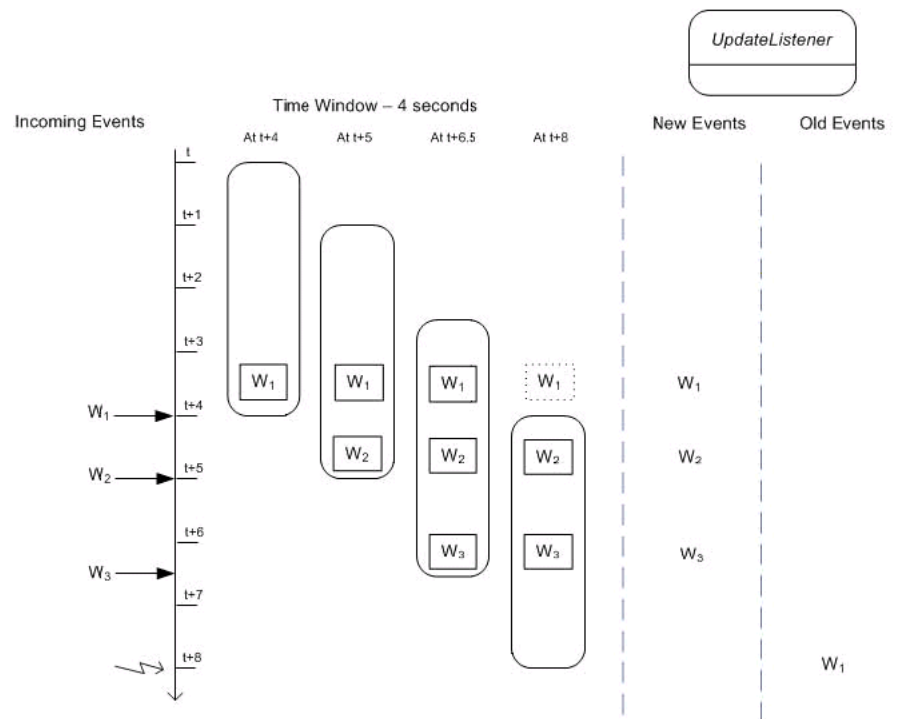 UpdateListener
Time Window – 4 seconds
Incoming Events
New Events
Old Events
At t+4
At t+5
At t+6.5
At t+8
t
t+1
t+2
t+3
W₁
W₁
W₁
W₁
W₁
t+4
W₁
W₂
W₂
W₂
W₂
t+5
W₂
t+6
W₃
W₃
W₃
W₃
t+7
t+8
W₁